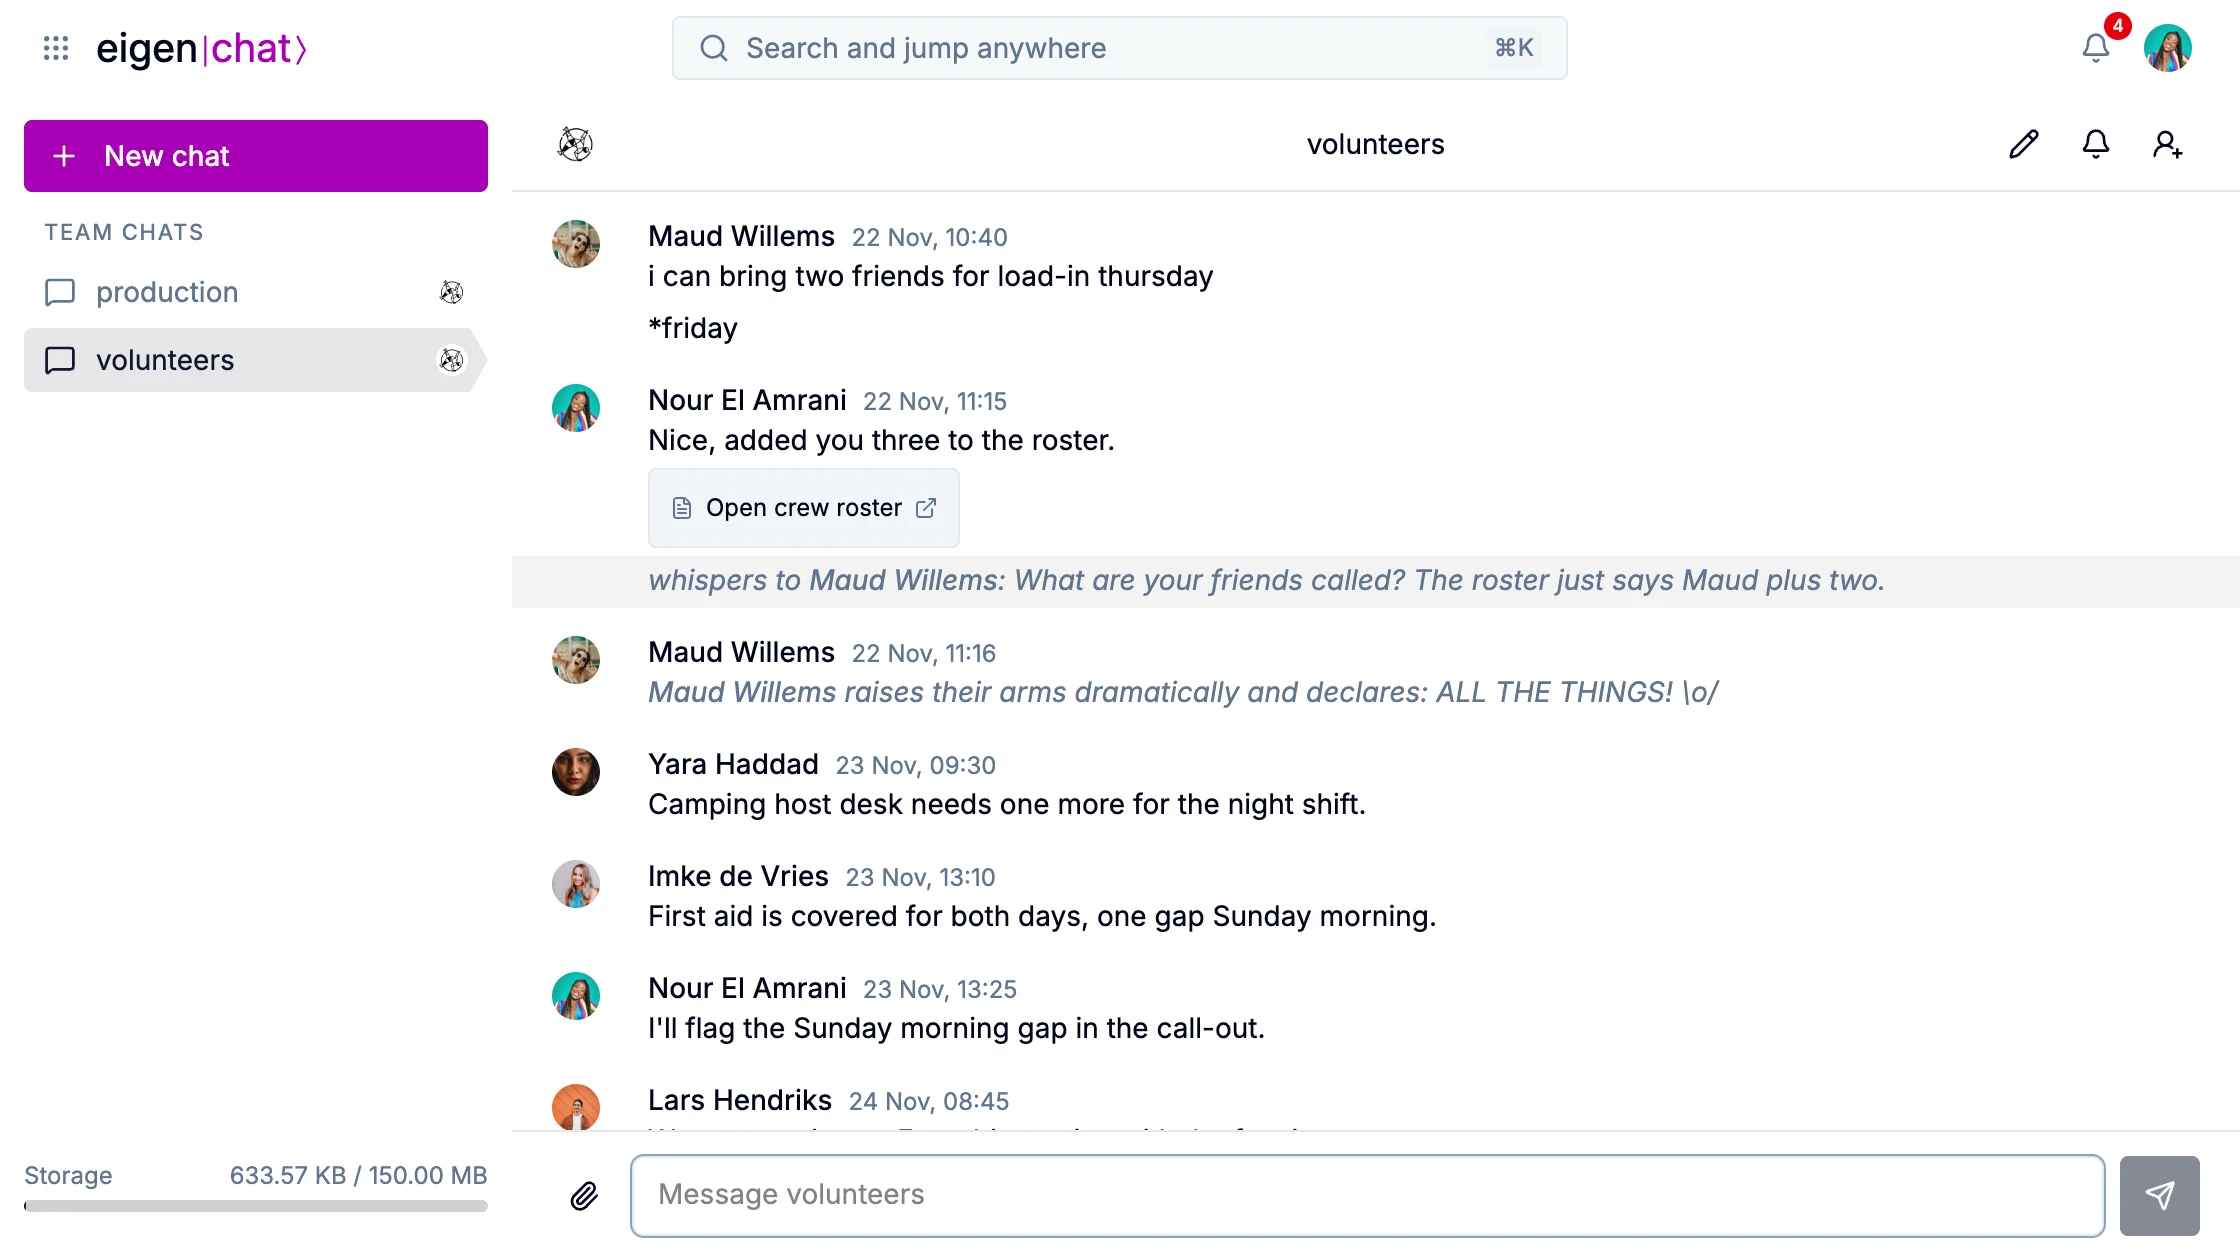 eigen|chat⟩
Search and jump anywhere ⌘K
4
New chat
TEAM CHATS
production
volunteers
Storage 633.57 KB / 150.00 MB
volunteers
Maud Willems 22 Nov, 10:40
i can bring two friends for load-in thursday
*friday
Nour El Amrani 22 Nov, 11:15
Nice, added you three to the roster.
Open crew roster
whispers to Maud Willems: What are your friends called? The roster just says Maud plus two.
Maud Willems 22 Nov, 11:16
Maud Willems raises their arms dramatically and declares: ALL THE THINGS! \o/
Yara Haddad 23 Nov, 09:30
Camping host desk needs one more for the night shift.
Imke de Vries 23 Nov, 13:10
First aid is covered for both days, one gap Sunday morning.
Nour El Amrani 23 Nov, 13:25
I'll flag the Sunday morning gap in the call-out.
Lars Hendriks 24 Nov, 08:45
Message volunteers